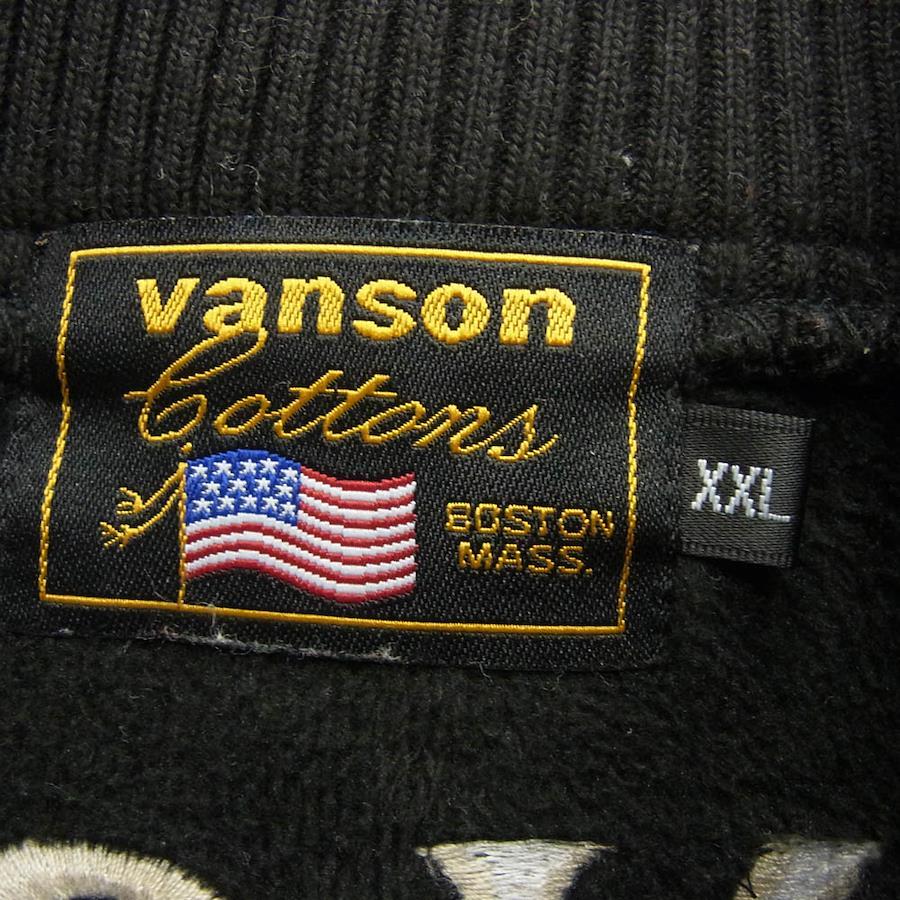 vanson
Cottons
BOSTON
MASS.
XXL